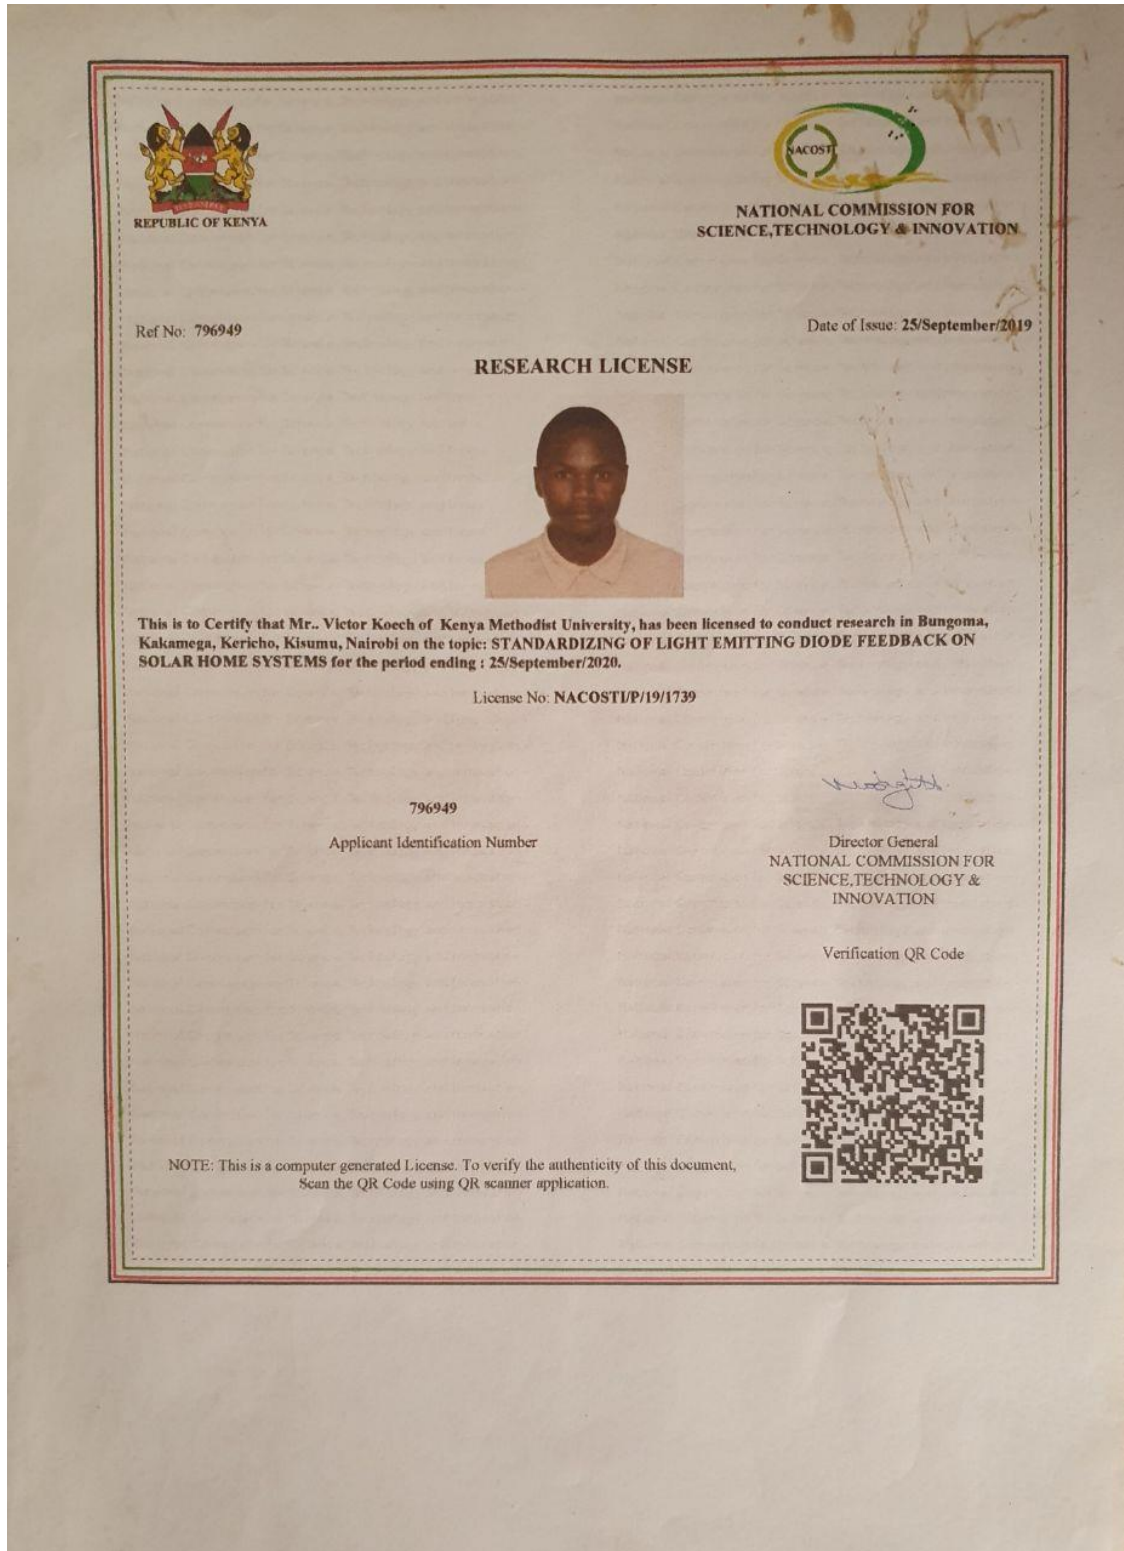 REPUBLIC OF KENYA
NACOSTI
NATIONAL COMMISSION FOR
SCIENCE,TECHNOLOGY & INNOVATION
Ref No: 796949
Date of Issue: 25/September/2019
RESEARCH LICENSE
This is to Certify that Mr.. Victor Koech of Kenya Methodist University, has been licensed to conduct research in Bungoma,
Kakamega, Kericho, Kisumu, Nairobi on the topic: STANDARDIZING OF LIGHT EMITTING DIODE FEEDBACK ON
SOLAR HOME SYSTEMS for the period ending : 25/September/2020.
License No: NACOSTI/P/19/1739
796949
Applicant Identification Number
Director General
NATIONAL COMMISSION FOR
SCIENCE,TECHNOLOGY &
INNOVATION
Verification QR Code
NOTE: This is a computer generated License. To verify the authenticity of this document,
Scan the QR Code using QR scanner application.